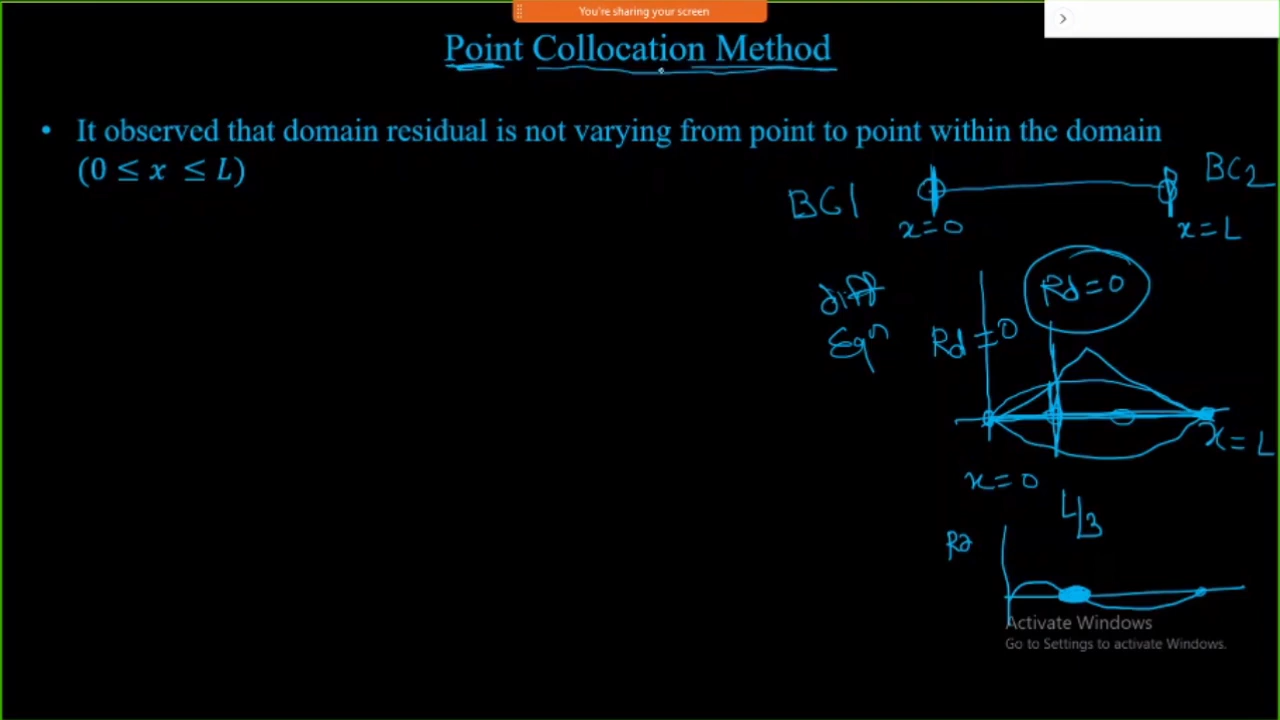 You're sharing your screen
Point Collocation Method
• It observed that domain residual is not varying from point to point within the domain
(0 ≤ x ≤ L)
BC1
BC2
x=0
x=L
diff
Eqn
Rd=0
Rd=0
x=L
x=0
L/3
Rd
Activate Windows
Go to Settings to activate Windows.